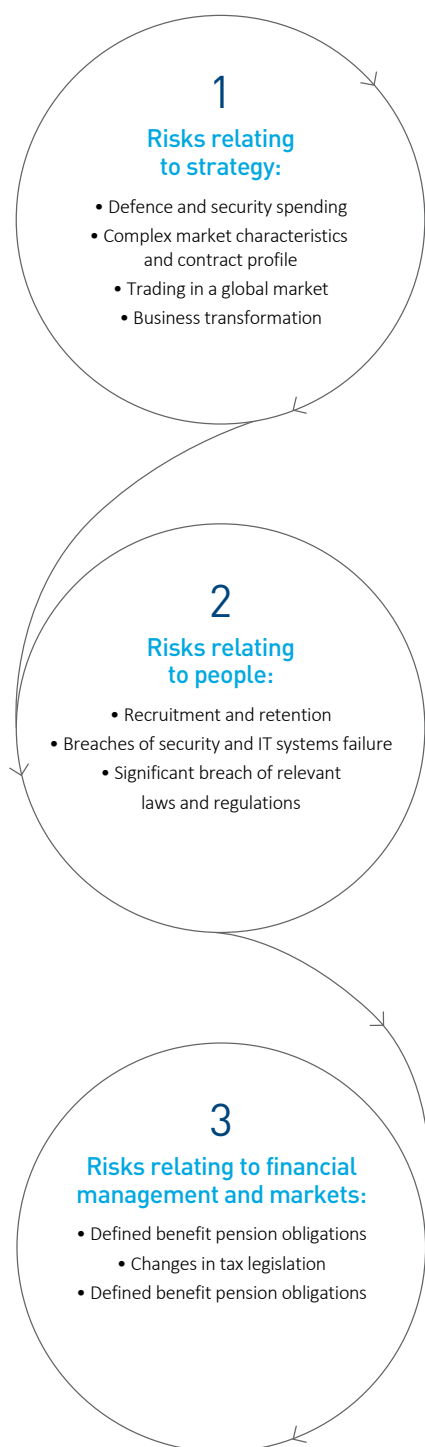 1
Risks relating
to strategy:
• Defence and security spending
• Complex market characteristics
and contract profile
• Trading in a global market
• Business transformation
2
Risks relating
to people:
• Recruitment and retention
• Breaches of security and IT systems failure
• Significant breach of relevant
laws and regulations
3
Risks relating to financial
management and markets:
• Defined benefit pension obligations
• Changes in tax legislation
• Defined benefit pension obligations